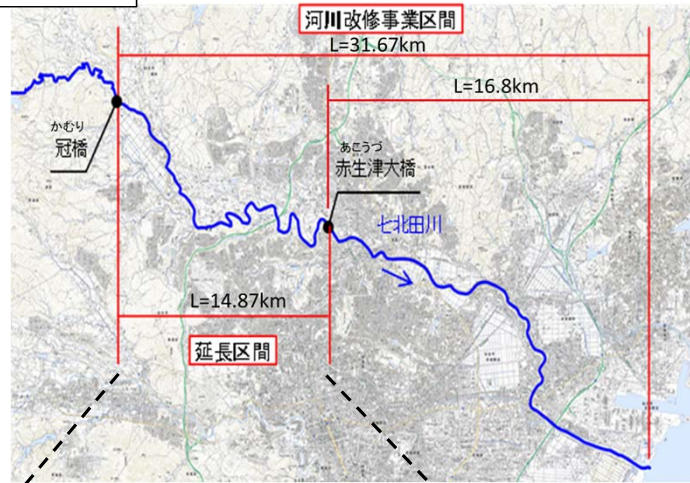 河川改修事業区間
L=31.67km
L=16.8km
かむり
冠橋
あこうづ
赤生津大橋
七北田川
L=14.87km
延長区間